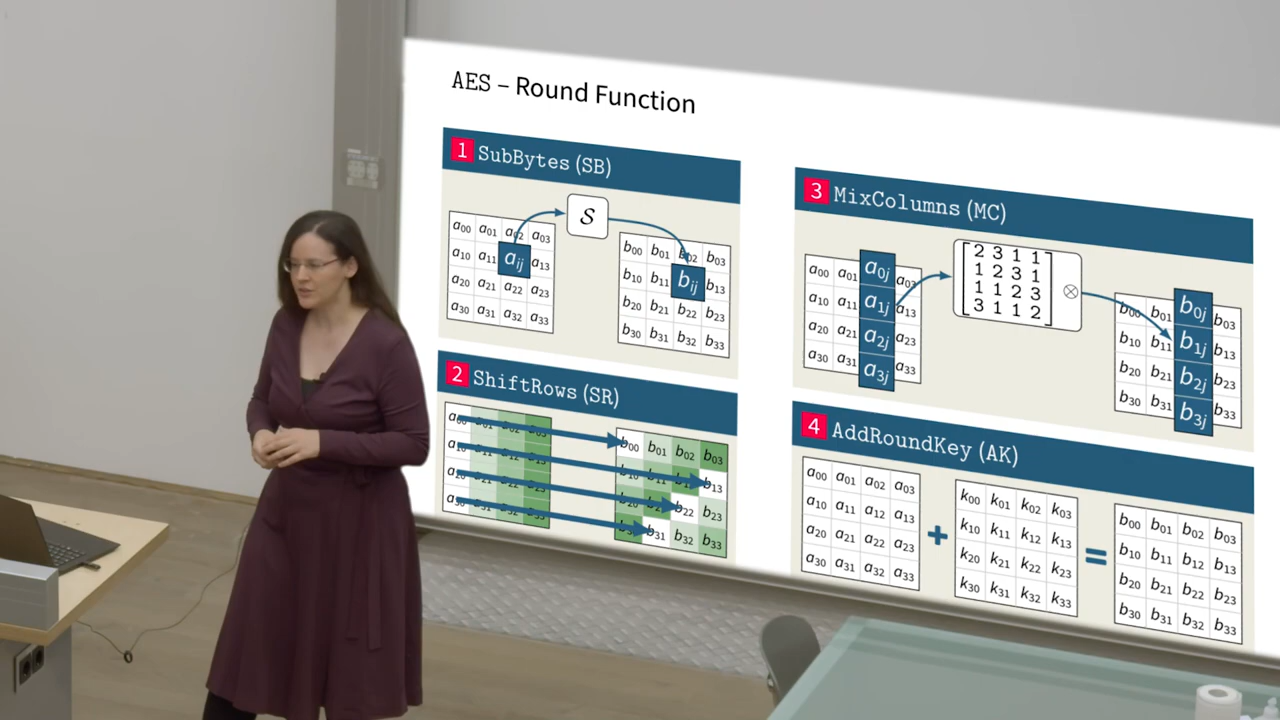 AES – Round Function
1 SubBytes (SB)
S
a00 a01 a02 a03
a10 a11 aij a13
a20 a21 a22 a23
a30 a31 a32 a33
b00 b01 b02 b03
b10 b11 bij b13
b20 b21 b22 b23
b30 b31 b32 b33
2 ShiftRows (SR)
a00 a01 a02 a03
b00 b01 b02 b03
b13
b22 b23
b31 b32 b33
3 MixColumns (MC)
a00 a01 a0j a03
a10 a11 a1j a13
a20 a21 a2j a23
a30 a31 a3j a33
2 3 1 1
1 2 3 1
1 1 2 3
3 1 1 2
⊗
b00 b01 b0j b03
b10 b11 b1j b13
b20 b21 b2j b23
b30 b31 b3j b33
4 AddRoundKey (AK)
a00 a01 a02 a03
a10 a11 a12 a13
a20 a21 a22 a23
a30 a31 a32 a33
+
k00 k01 k02 k03
k10 k11 k12 k13
k20 k21 k22 k23
k30 k31 k32 k33
=
b00 b01 b02 b03
b10 b11 b12 b13
b20 b21 b22 b23
b30 b31 b32 b33